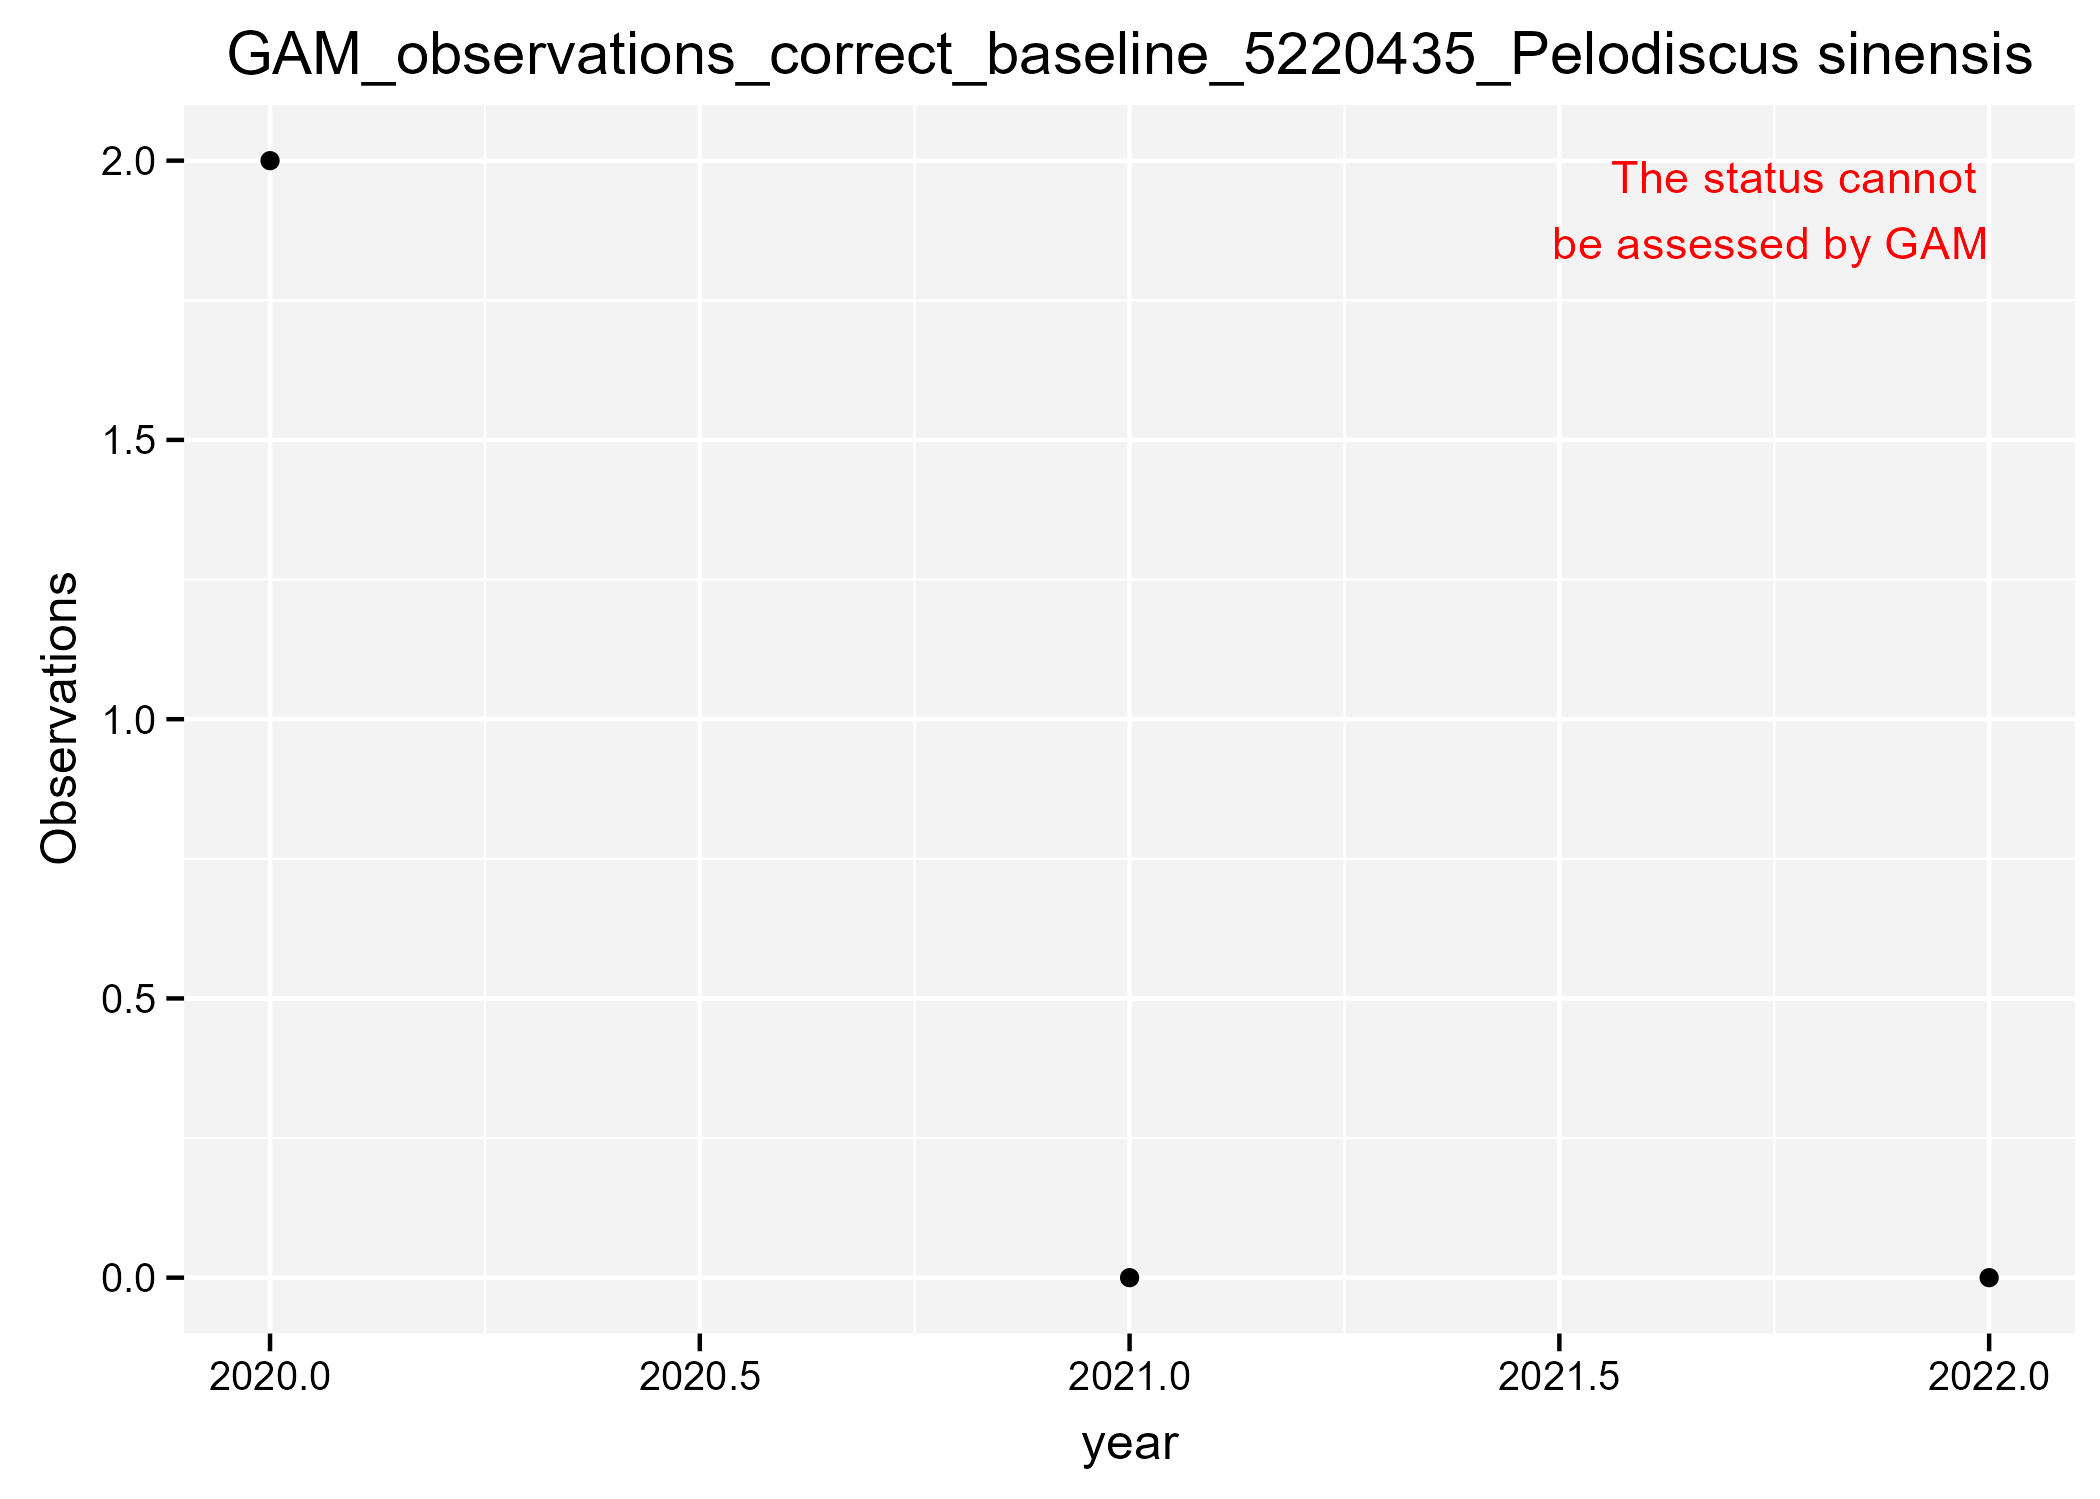 GAM_observations_correct_baseline_5220435_Pelodiscus sinensis
The status cannot
be assessed by GAM
Observations
2.0
1.5
1.0
0.5
0.0
2020.0 2020.5 2021.0 2021.5 2022.0
year